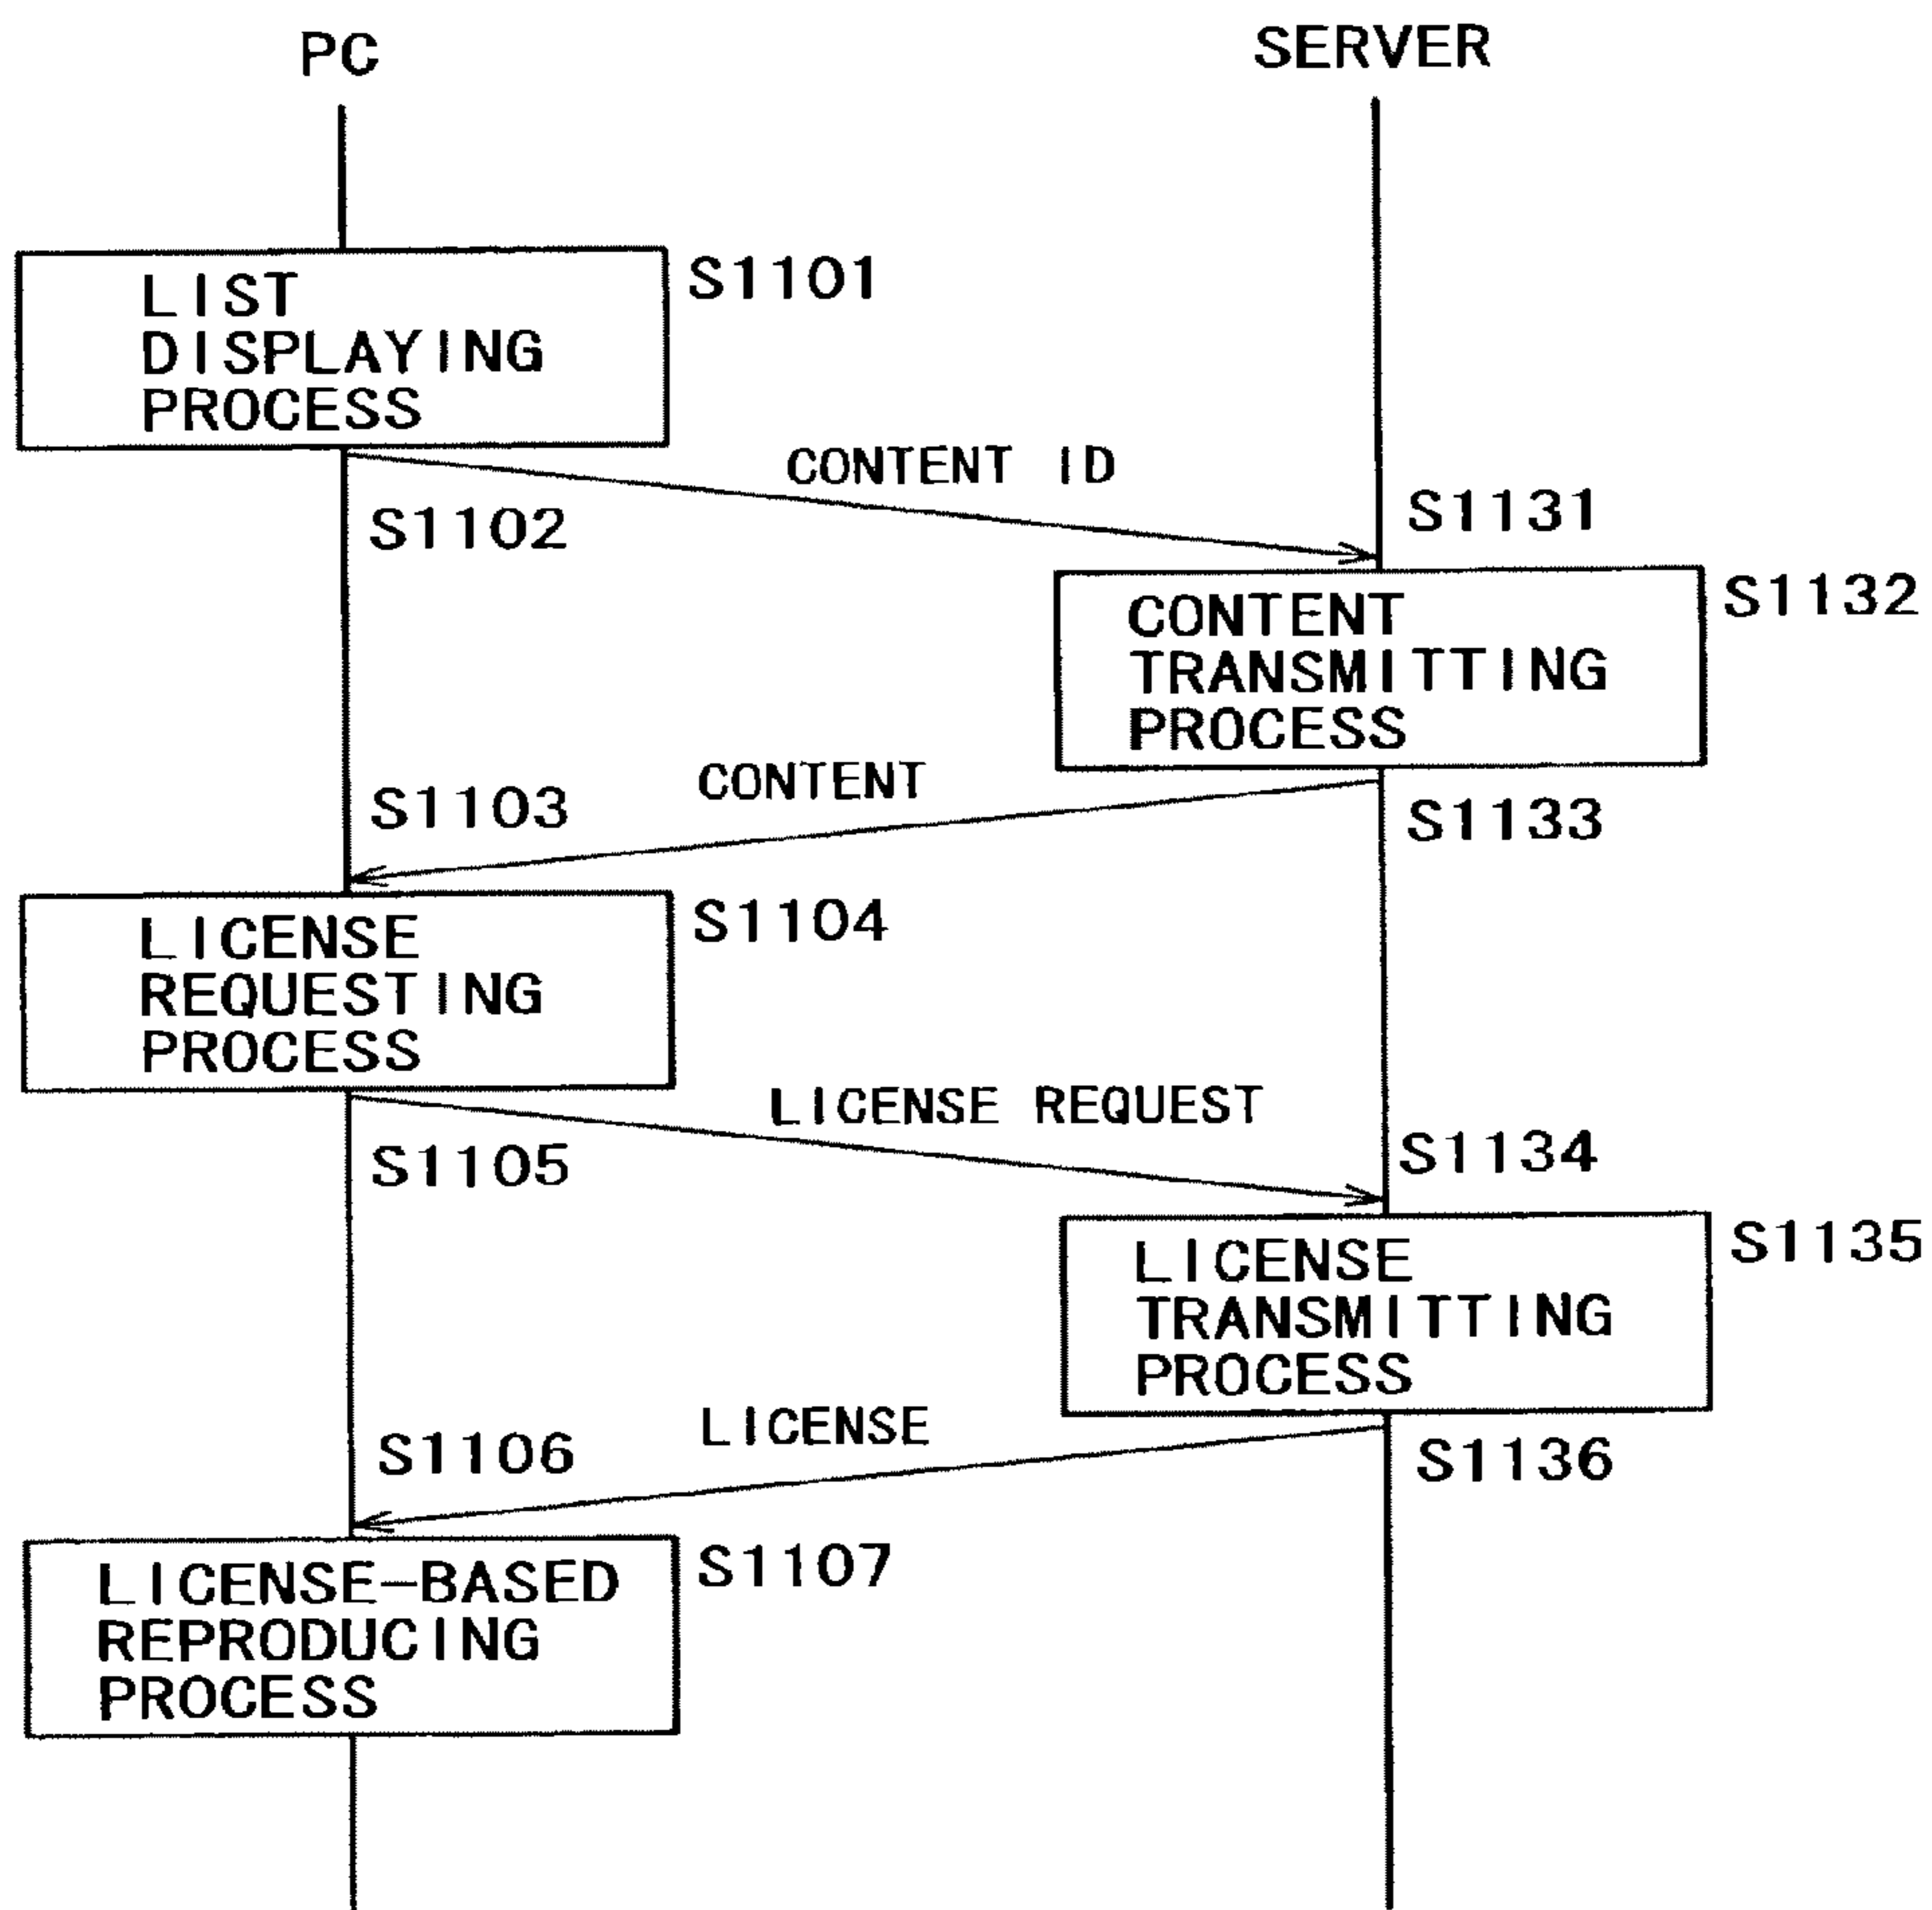 PC
SERVER
LIST
DISPLAYING
PROCESS
S1101
CONTENT ID
S1102
S1131
CONTENT
TRANSMITTING
PROCESS
S1132
CONTENT
S1103
S1133
LICENSE
REQUESTING
PROCESS
S1104
LICENSE REQUEST
S1105
S1134
LICENSE
TRANSMITTING
PROCESS
S1135
LICENSE
S1106
S1136
LICENSE-BASED
REPRODUCING
PROCESS
S1107